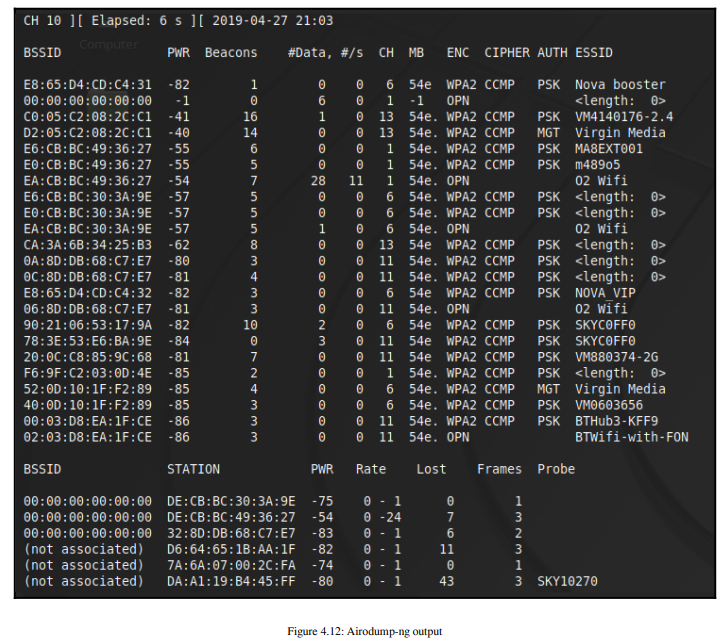 CH 10 ][ Elapsed: 6 s ][ 2019-04-27 21:03
Computer
BSSID PWR Beacons #Data, #/s CH MB ENC CIPHER AUTH ESSID
E8:65:D4:CD:C4:31 -82 1 0 0 6 54e WPA2 CCMP PSK Nova booster
00:00:00:00:00:00 -1 0 6 0 1 -1 OPN <length: 0>
C0:05:C2:08:2C:C1 -41 16 1 0 13 54e. WPA2 CCMP PSK VM4140176-2.4
D2:05:C2:08:2C:C1 -40 14 0 0 13 54e. WPA2 CCMP MGT Virgin Media
E6:CB:BC:49:36:27 -55 6 0 0 1 54e. WPA2 CCMP PSK MA8EXT001
E0:CB:BC:49:36:27 -55 5 0 0 1 54e. WPA2 CCMP PSK m489o5
EA:CB:BC:49:36:27 -54 7 28 11 1 54e. OPN O2 Wifi
E6:CB:BC:30:3A:9E -57 5 0 0 6 54e. WPA2 CCMP PSK <length: 0>
E0:CB:BC:30:3A:9E -57 5 0 0 6 54e. WPA2 CCMP PSK <length: 0>
EA:CB:BC:30:3A:9E -57 5 1 0 6 54e. OPN O2 Wifi
CA:3A:6B:34:25:B3 -62 8 0 0 13 54e WPA2 CCMP PSK <length: 0>
0A:8D:DB:68:C7:E7 -80 3 0 0 11 54e. WPA2 CCMP PSK <length: 0>
0C:8D:DB:68:C7:E7 -81 4 0 0 11 54e. WPA2 CCMP PSK <length: 0>
E8:65:D4:CD:C4:32 -82 3 0 0 6 54e WPA2 CCMP PSK NOVA_VIP
06:8D:DB:68:C7:E7 -81 3 0 0 11 54e. OPN O2 Wifi
90:21:06:53:17:9A -82 10 2 0 6 54e WPA2 CCMP PSK SKYC0FF0
78:3E:53:E6:BA:9E -84 0 3 0 11 54e WPA2 CCMP PSK SKYC0FF0
20:0C:C8:85:9C:68 -81 7 0 0 11 54e. WPA2 CCMP PSK VM880374-2G
F6:9F:C2:03:0D:4E -85 2 0 0 1 54e. WPA2 CCMP PSK <length: 0>
52:0D:10:1F:F2:89 -85 4 0 0 6 54e. WPA2 CCMP MGT Virgin Media
40:0D:10:1F:F2:89 -85 3 0 0 6 54e. WPA2 CCMP PSK VM0603656
00:03:D8:EA:1F:CE -86 3 0 0 11 54e. WPA2 CCMP PSK BTHub3-KFF9
02:03:D8:EA:1F:CE -86 3 0 0 11 54e. OPN BTWifi-with-FON
BSSID STATION PWR Rate Lost Frames Probe
00:00:00:00:00:00 DE:CB:BC:30:3A:9E -75 0 - 1 0 1
00:00:00:00:00:00 DE:CB:BC:49:36:27 -54 0 -24 7 3
00:00:00:00:00:00 32:8D:DB:68:C7:E7 -83 0 - 1 6 2
(not associated) D6:64:65:1B:AA:1F -82 0 - 1 11 3
(not associated) 7A:6A:07:00:2C:FA -74 0 - 1 0 1
(not associated) DA:A1:19:B4:45:FF -80 0 - 1 43 3 SKY10270
Figure 4.12: Airodump-ng output